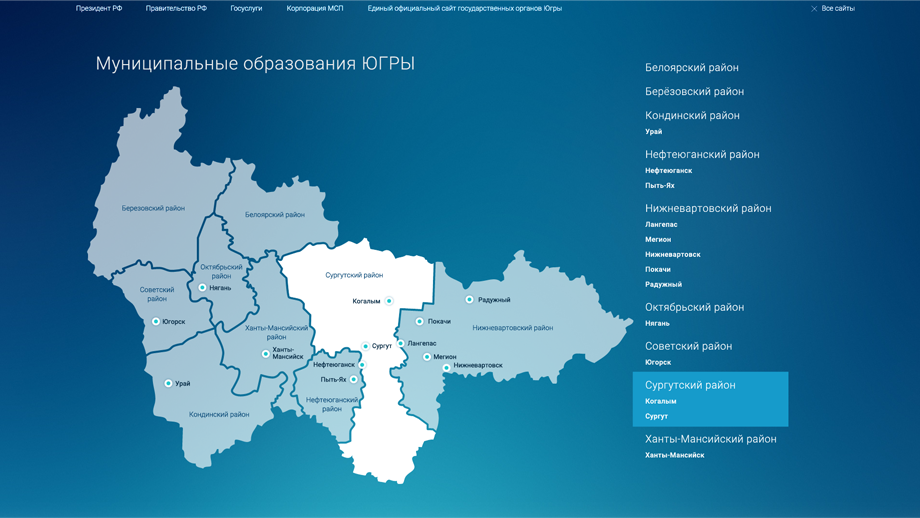 Президент РФ
Правительство РФ
Госуслуги
Корпорация МСП
Единый официальный сайт государственных органов Югры
Все сайты
Муниципальные образования ЮГРЫ
Березовский район
Белоярский район
Октябрьский
район
Нягань
Советский
район
Югорск
Сургутский район
Когалым
Радужный
Покачи
Нижневартовский район
Ханты-Мансийский
район
Ханты-
Мансийск
Сургут
Лангепас
Мегион
Нижневартовск
Нефтеюганск
Пыть-Ях
Нефтеюганский
район
Урай
Кондинский район
Белоярский район
Берёзовский район
Кондинский район
Урай
Нефтеюганский район
Нефтеюганск
Пыть-Ях
Нижневартовский район
Лангепас
Мегион
Нижневартовск
Покачи
Радужный
Октябрьский район
Нягань
Советский район
Югорск
Сургутский район
Когалым
Сургут
Ханты-Мансийский район
Ханты-Мансийск